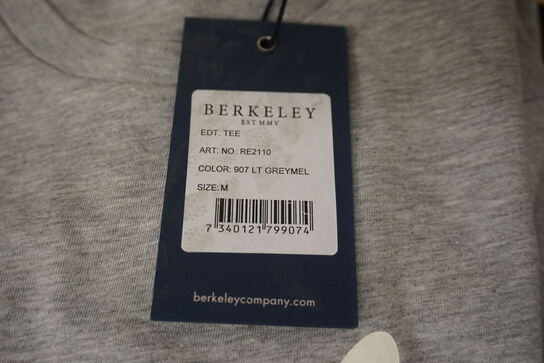 BERKELEY
EST MMV
EDT. TEE
ART. NO.: RE2110
COLOR: 907 LT GREYMEL
SIZE: M
7 340121 799074
berkeleycompany.com